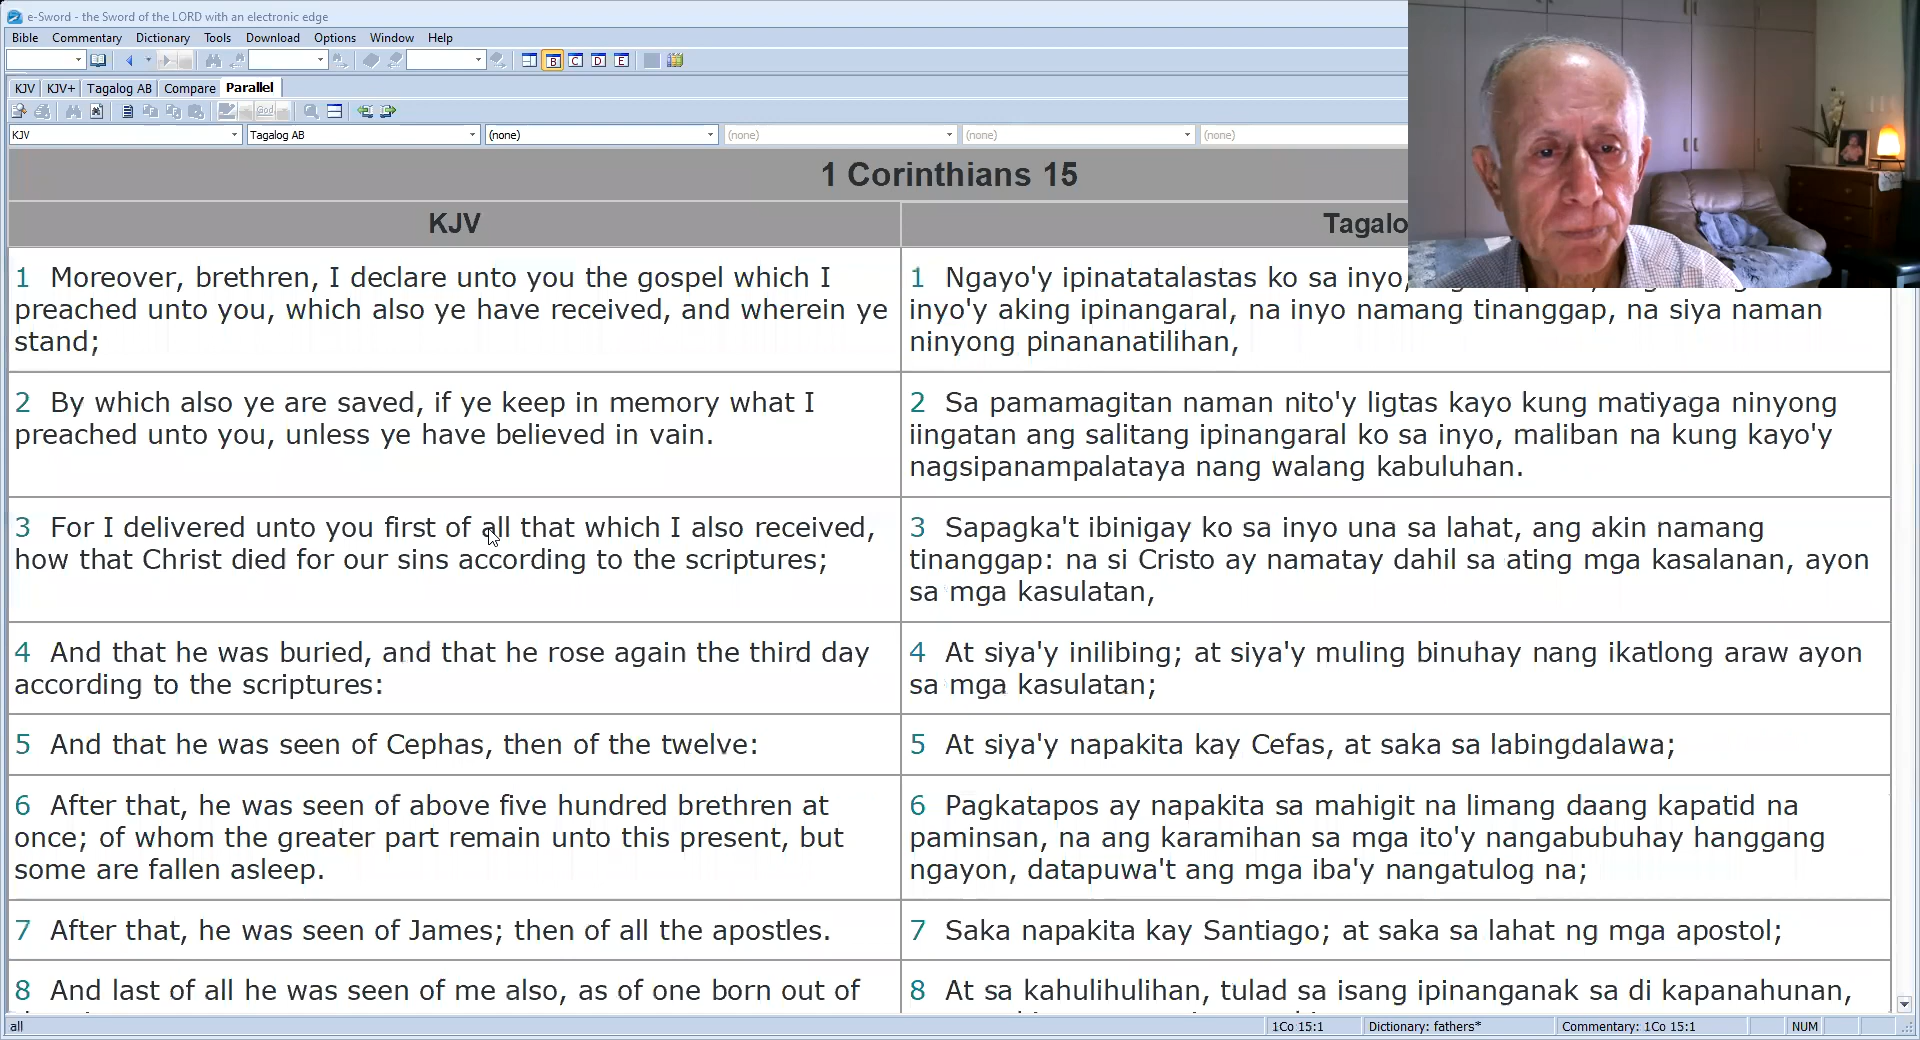 e-Sword - the Sword of the LORD with an electronic edge
Bible Commentary Dictionary Tools Download Options Window Help
B C D E
KJV KJV+ Tagalog AB Compare Parallel
God
KJV Tagalog AB (none) (none) (none) (none)
1 Corinthians 15
KJV
Tagalo
1 Moreover, brethren, I declare unto you the gospel which I
preached unto you, which also ye have received, and wherein ye
stand;
1 Ngayo'y ipinatatalastas ko sa inyo,
inyo'y aking ipinangaral, na inyo namang tinanggap, na siya naman
ninyong pinananatilihan,
2 By which also ye are saved, if ye keep in memory what I
preached unto you, unless ye have believed in vain.
2 Sa pamamagitan naman nito'y ligtas kayo kung matiyaga ninyong
iingatan ang salitang ipinangaral ko sa inyo, maliban na kung kayo'y
nagsipanampalataya nang walang kabuluhan.
3 For I delivered unto you first of all that which I also received,
how that Christ died for our sins according to the scriptures;
3 Sapagka't ibinigay ko sa inyo una sa lahat, ang akin namang
tinanggap: na si Cristo ay namatay dahil sa ating mga kasalanan, ayon
sa mga kasulatan,
4 And that he was buried, and that he rose again the third day
according to the scriptures:
4 At siya'y inilibing; at siya'y muling binuhay nang ikatlong araw ayon
sa mga kasulatan;
5 And that he was seen of Cephas, then of the twelve:
5 At siya'y napakita kay Cefas, at saka sa labingdalawa;
6 After that, he was seen of above five hundred brethren at
once; of whom the greater part remain unto this present, but
some are fallen asleep.
6 Pagkatapos ay napakita sa mahigit na limang daang kapatid na
paminsan, na ang karamihan sa mga ito'y nangabubuhay hanggang
ngayon, datapuwa't ang mga iba'y nangatulog na;
7 After that, he was seen of James; then of all the apostles.
7 Saka napakita kay Santiago; at saka sa lahat ng mga apostol;
8 And last of all he was seen of me also, as of one born out of
8 At sa kahulihulihan, tulad sa isang ipinanganak sa di kapanahunan,
all 1Co 15:1 Dictionary: fathers* Commentary: 1Co 15:1 NUM